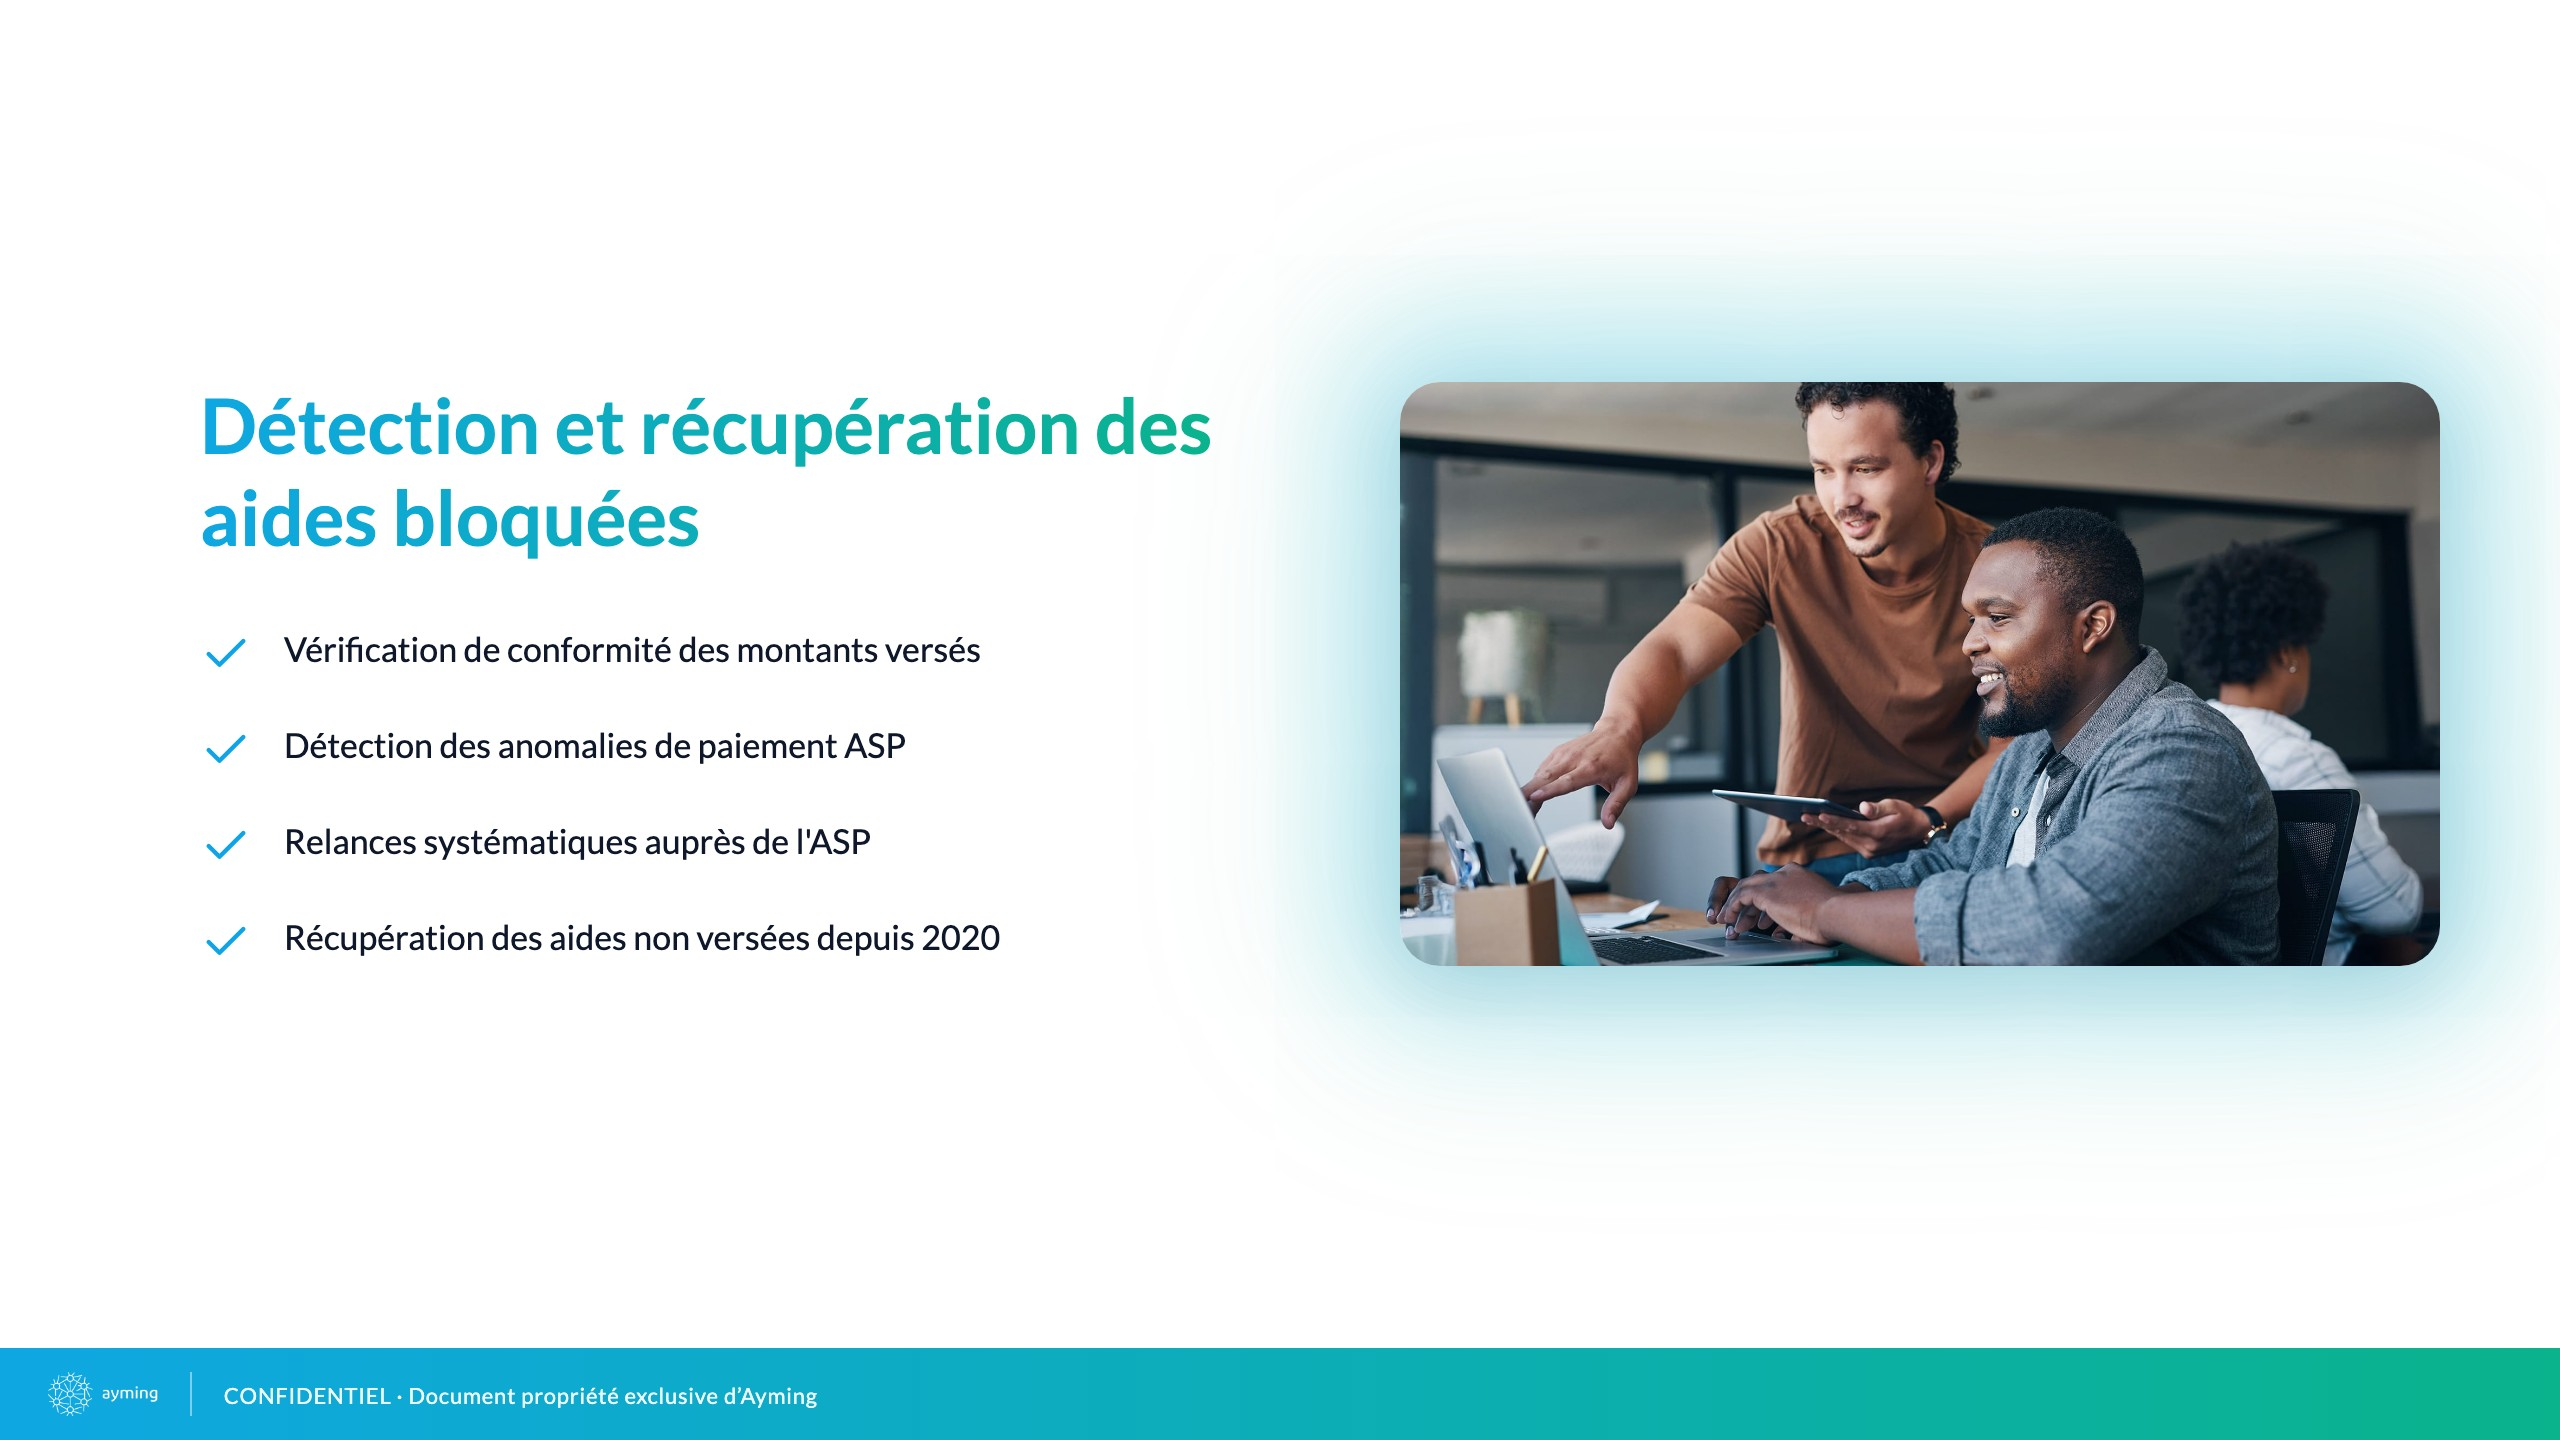 Détection et récupération des
aides bloquées
Vérification de conformité des montants versés
Détection des anomalies de paiement ASP
Relances systématiques auprès de l'ASP
Récupération des aides non versées depuis 2020
ayming
CONFIDENTIEL · Document propriété exclusive d’Ayming